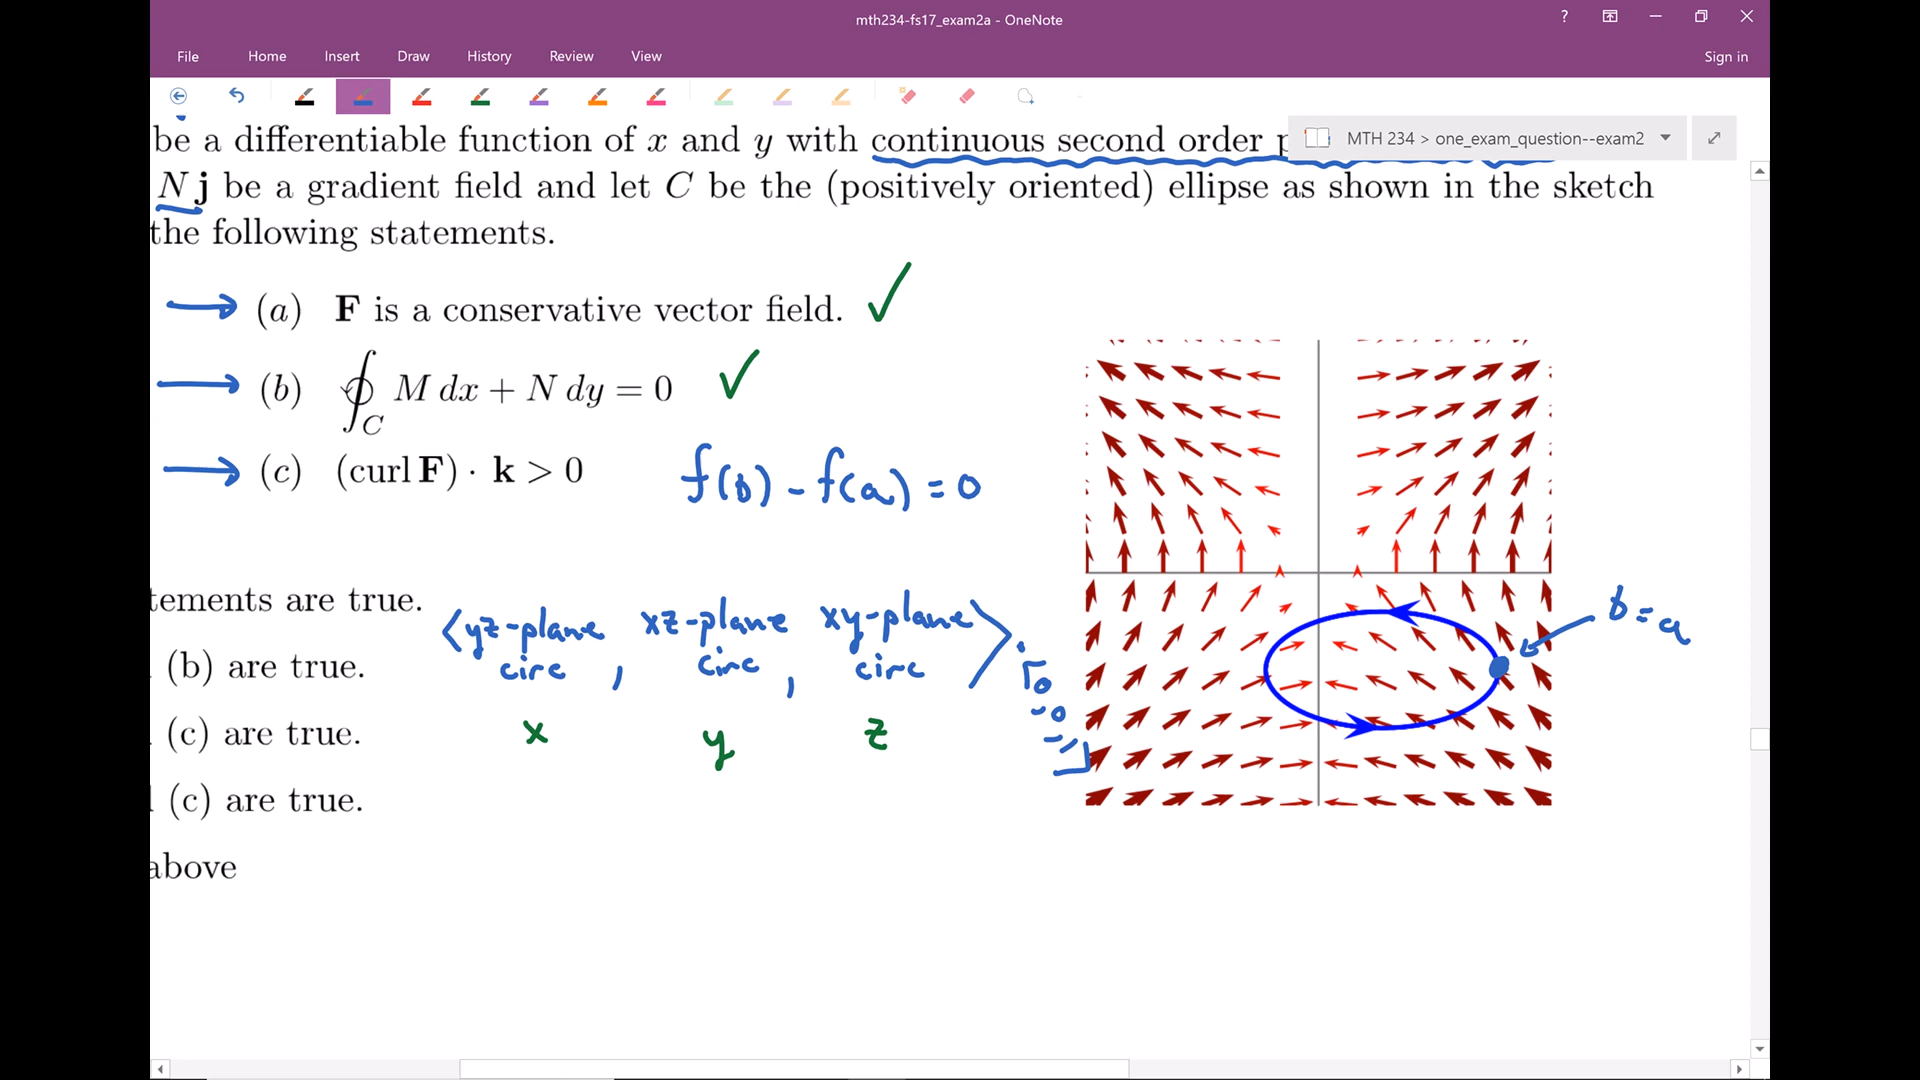 mth234-fs17_exam2a - OneNote
?
File Home Insert Draw History Review View Sign in
be a differentiable function of x and y with continuous second order p
MTH 234 > one_exam_question--exam2
N j be a gradient field and let C be the (positively oriented) ellipse as shown in the sketch
the following statements.
(a) F is a conservative vector field. ✓
(b) ∮_C M dx + N dy = 0 ✓
(c) (curl F) · k > 0
f(b) - f(a) = 0
tements are true.
(b) are true.
(c) are true.
(c) are true.
above
⟨yz-plane circ, xz-plane circ, xy-plane circ⟩ · [0 0 1]
x y z
b = a